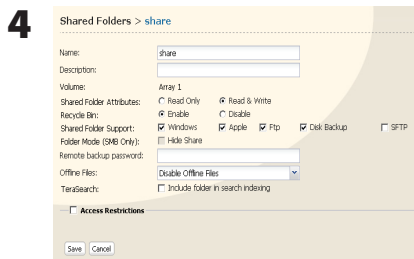 4
Shared Folders > share
Name: share
Description:
Volume: Array 1
Shared Folder Attributes: Read Only Read & Write
Recycle Bin: Enable Disable
Shared Folder Support: Windows Apple Ftp Disk Backup SFTP
Folder Mode (SMB Only): Hide Share
Remote backup password:
Offline Files: Disable Offline Files
TeraSearch: Include folder in search indexing
Access Restrictions
Save Cancel